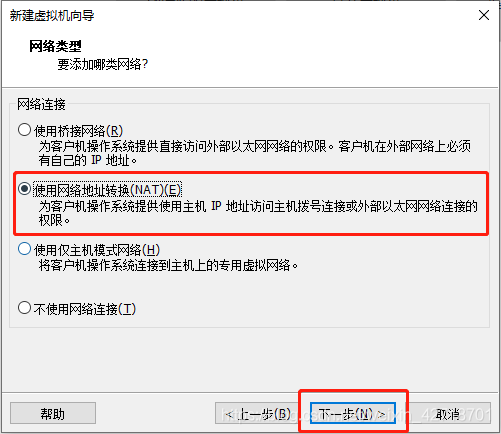 新建虚拟机向导
网络类型
要添加哪类网络?
网络连接
使用桥接网络(R)
为客户机操作系统提供直接访问外部以太网网络的权限。客户机在外部网络上必须
有自己的 IP 地址。
使用网络地址转换(NAT)(E)
为客户机操作系统提供使用主机 IP 地址访问主机拨号连接或外部以太网网络连接的
权限。
使用仅主机模式网络(H)
将客户机操作系统连接到主机上的专用虚拟网络。
不使用网络连接(T)
帮助
< 上一步(B)
下一步(N) >
取消